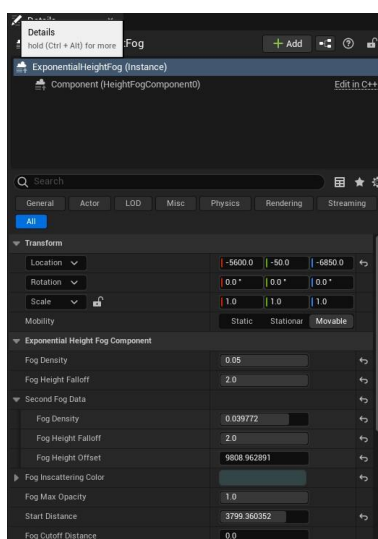 Details
Details
hold (Ctrl + Alt) for more
Fog
+ Add
ExponentialHeightFog (Instance)
Component (HeightFogComponent0)
Edit in C++
Search
General Actor LOD Misc Physics Rendering Streaming
All
Transform
Location -5600.0 -50.0 -6850.0
Rotation 0.0 ° 0.0 ° 0.0 °
Scale 1.0 1.0 1.0
Mobility Static Stationar Movable
Exponential Height Fog Component
Fog Density 0.05
Fog Height Falloff 2.0
Second Fog Data
Fog Density 0.039772
Fog Height Falloff 2.0
Fog Height Offset 9808.962891
Fog Inscattering Color
Fog Max Opacity 1.0
Start Distance 3799.360352
Fog Cutoff Distance 0.0